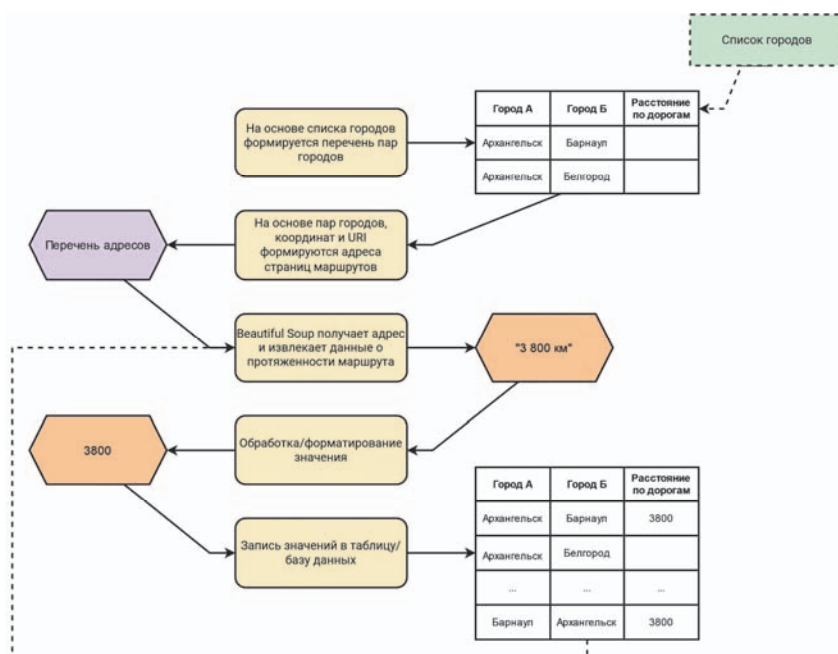 Список городов
Город А Город Б Расстояние
по дорогам
Архангельск Барнаул
Архангельск Белгород
На основе списка городов
формируется перечень пар
городов
Перечень адресов
На основе пар городов,
координат и URI
формируются адреса
страниц маршрутов
Beautiful Soup получает адрес
и извлекает данные о
протяженности маршрута
"3 800 км"
3800
Обработка/форматирование
значения
Запись значений в таблицу/
базу данных
Город А Город Б Расстояние
по дорогам
Архангельск Барнаул 3800
Архангельск Белгород
... ... ...
Барнаул Архангельск 3800